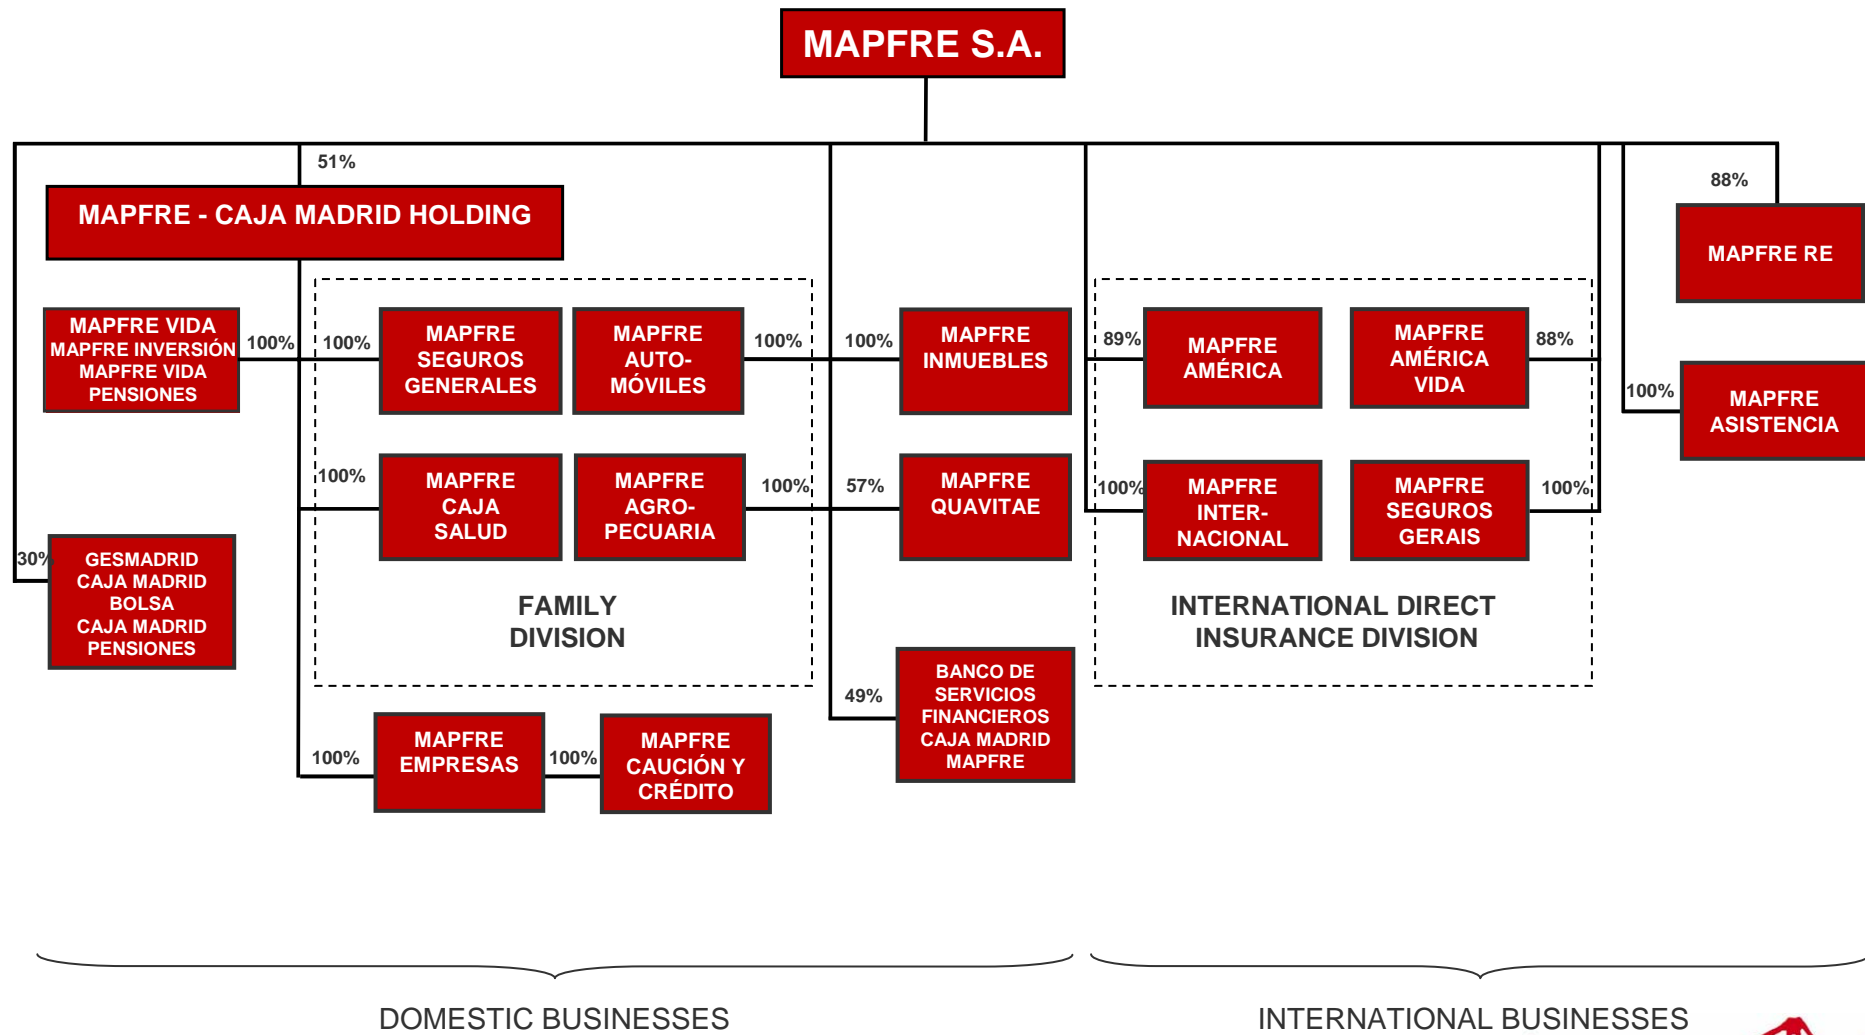 MAPFRE S.A.
51%
88%
MAPFRE - CAJA MADRID HOLDING
MAPFRE RE
MAPFRE VIDA
MAPFRE INVERSIÓN
MAPFRE VIDA
PENSIONES
100%
100%
MAPFRE
SEGUROS
GENERALES
MAPFRE
AUTO-
MÓVILES
100%
100%
MAPFRE
INMUEBLES
89%
MAPFRE
AMÉRICA
MAPFRE
AMÉRICA
VIDA
88%
100%
MAPFRE
ASISTENCIA
100%
MAPFRE
CAJA
SALUD
MAPFRE
AGRO-
PECUARIA
100%
57%
MAPFRE
QUAVITAE
100%
MAPFRE
INTER-
NACIONAL
MAPFRE
SEGUROS
GERAIS
100%
30%
GESMADRID
CAJA MADRID
BOLSA
CAJA MADRID
PENSIONES
FAMILY
DIVISION
INTERNATIONAL DIRECT
INSURANCE DIVISION
49%
BANCO DE
SERVICIOS
FINANCIEROS
CAJA MADRID
MAPFRE
100%
MAPFRE
EMPRESAS
100%
MAPFRE
CAUCIÓN Y
CRÉDITO
DOMESTIC BUSINESSES
INTERNATIONAL BUSINESSES